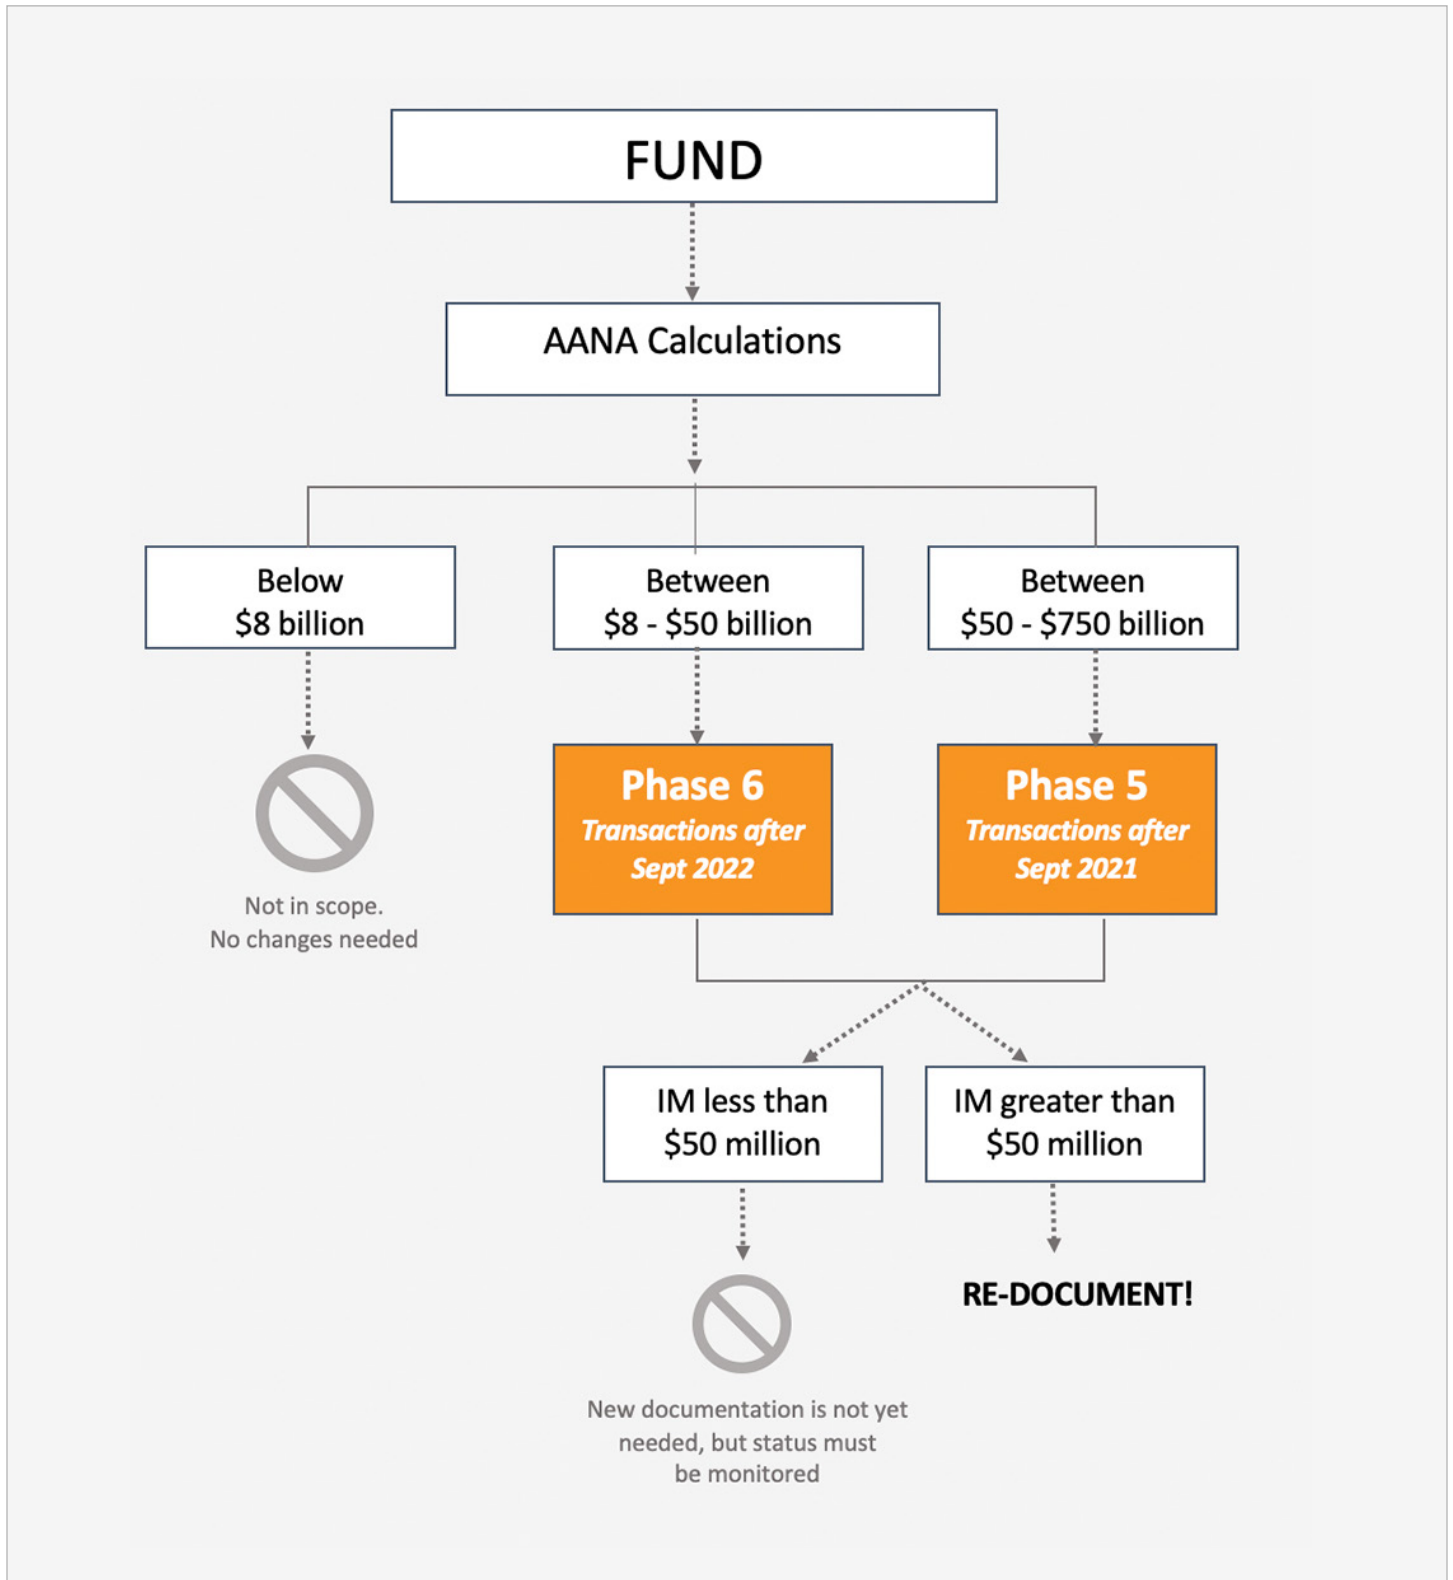 FUND
AANA Calculations
Below
$8 billion
Between
$8 - $50 billion
Between
$50 - $750 billion
Not in scope.
No changes needed
Phase 6
Transactions after
Sept 2022
Phase 5
Transactions after
Sept 2021
IM less than
$50 million
IM greater than
$50 million
New documentation is not yet
needed, but status must
be monitored
RE-DOCUMENT!